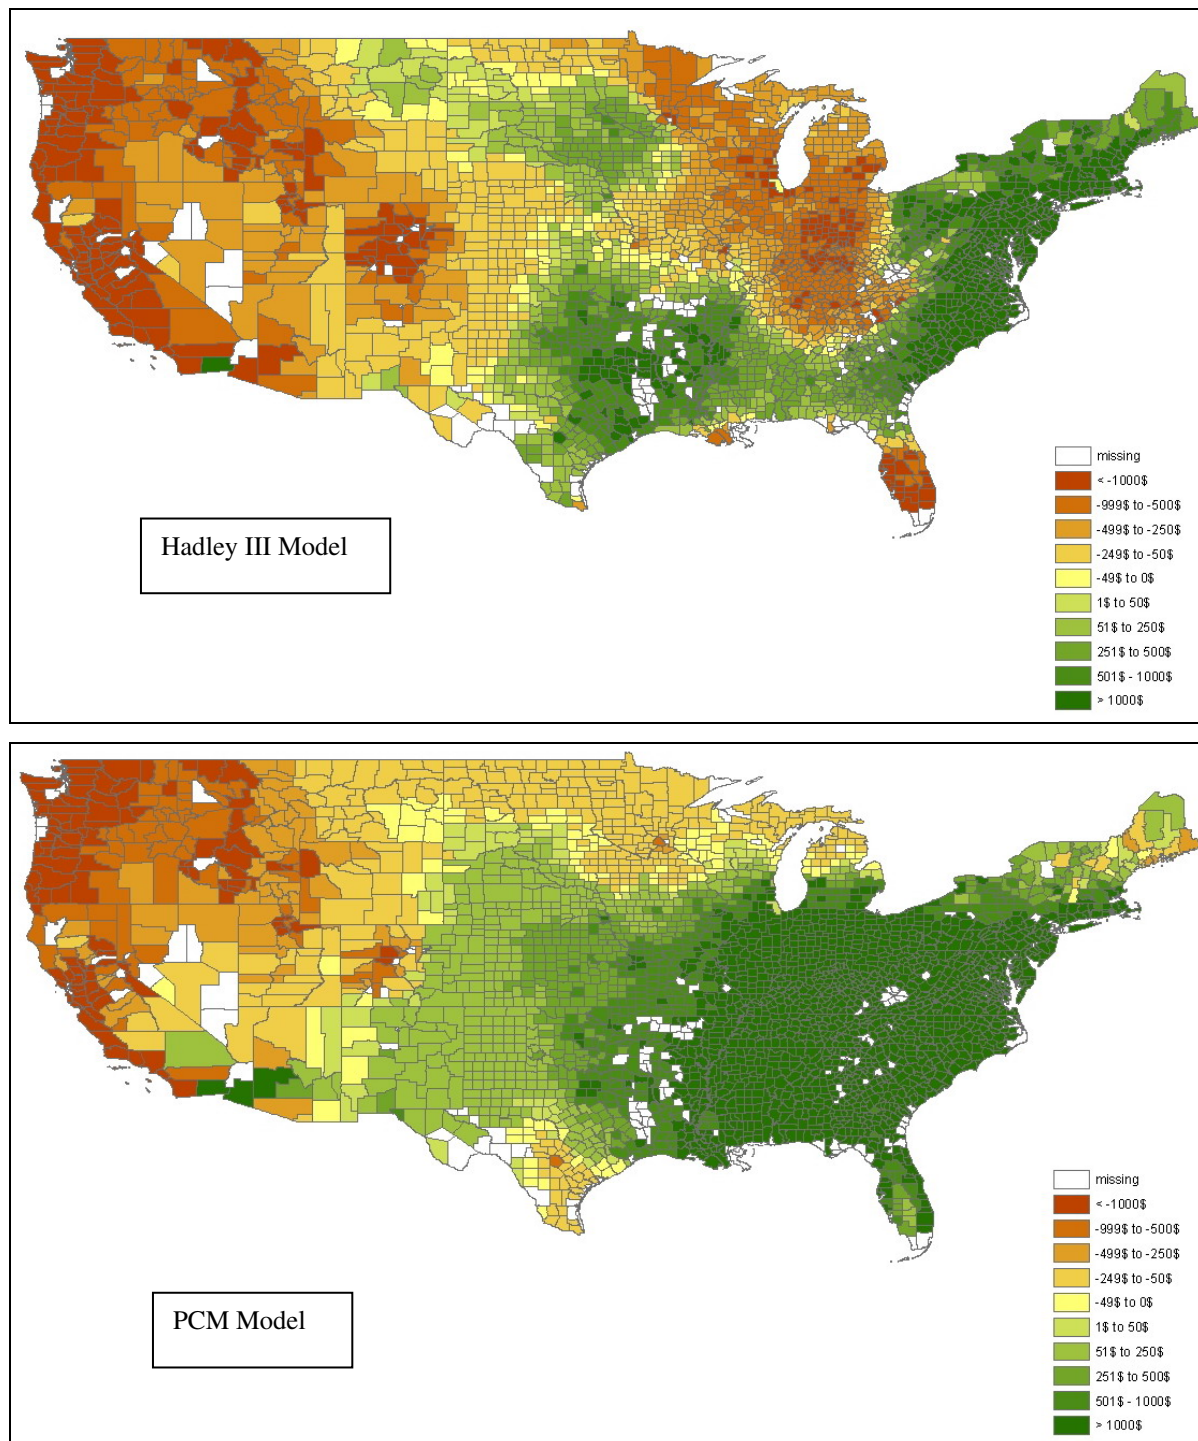 missing
< -1000$
-999$ to -500$
-499$ to -250$
-249$ to -50$
-49$ to 0$
1$ to 50$
51$ to 250$
251$ to 500$
501$ - 1000$
> 1000$
Hadley III Model
missing
< -1000$
-999$ to -500$
-499$ to -250$
-249$ to -50$
-49$ to 0$
1$ to 50$
51$ to 250$
251$ to 500$
501$ - 1000$
> 1000$
PCM Model